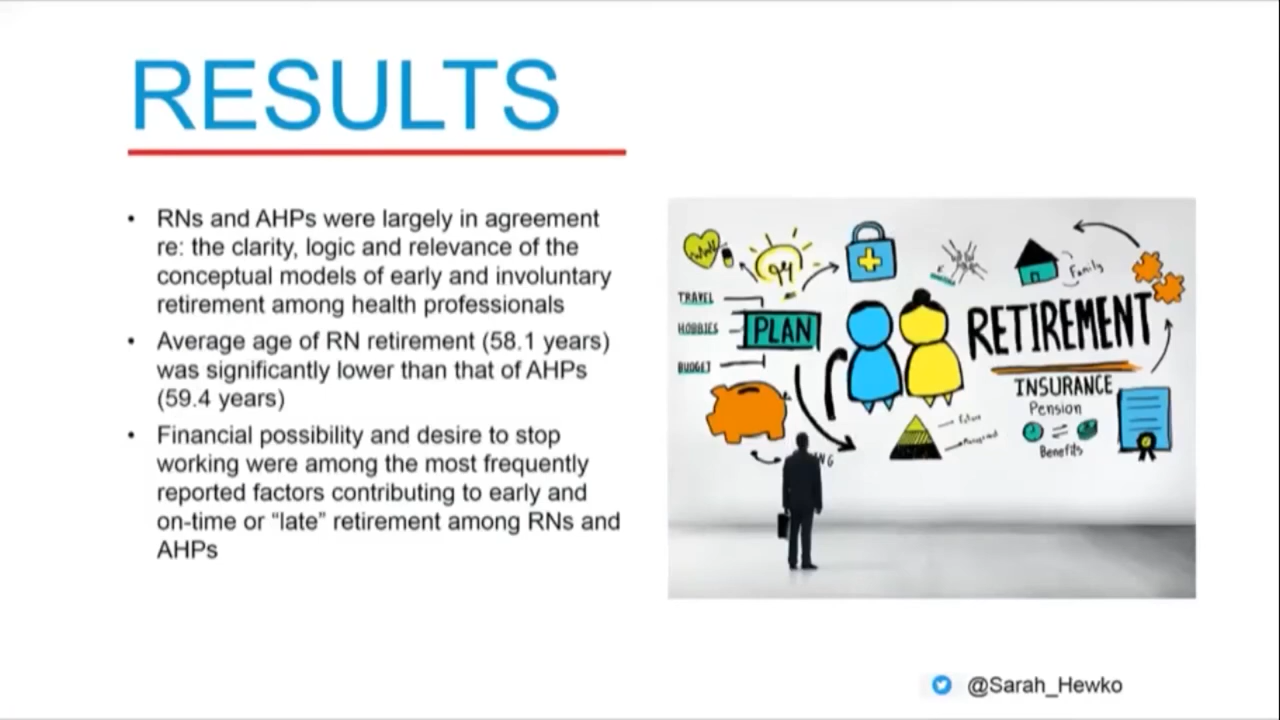 RESULTS
• RNs and AHPs were largely in agreement
re: the clarity, logic and relevance of the
conceptual models of early and involuntary
retirement among health professionals
• Average age of RN retirement (58.1 years)
was significantly lower than that of AHPs
(59.4 years)
• Financial possibility and desire to stop
working were among the most frequently
reported factors contributing to early and
on-time or “late” retirement among RNs and
AHPs
TRAVEL
HOBBIES
BUDGET
PLAN
Family
RETIREMENT
INSURANCE
Pension
Benefits
Future
@Sarah_Hewko